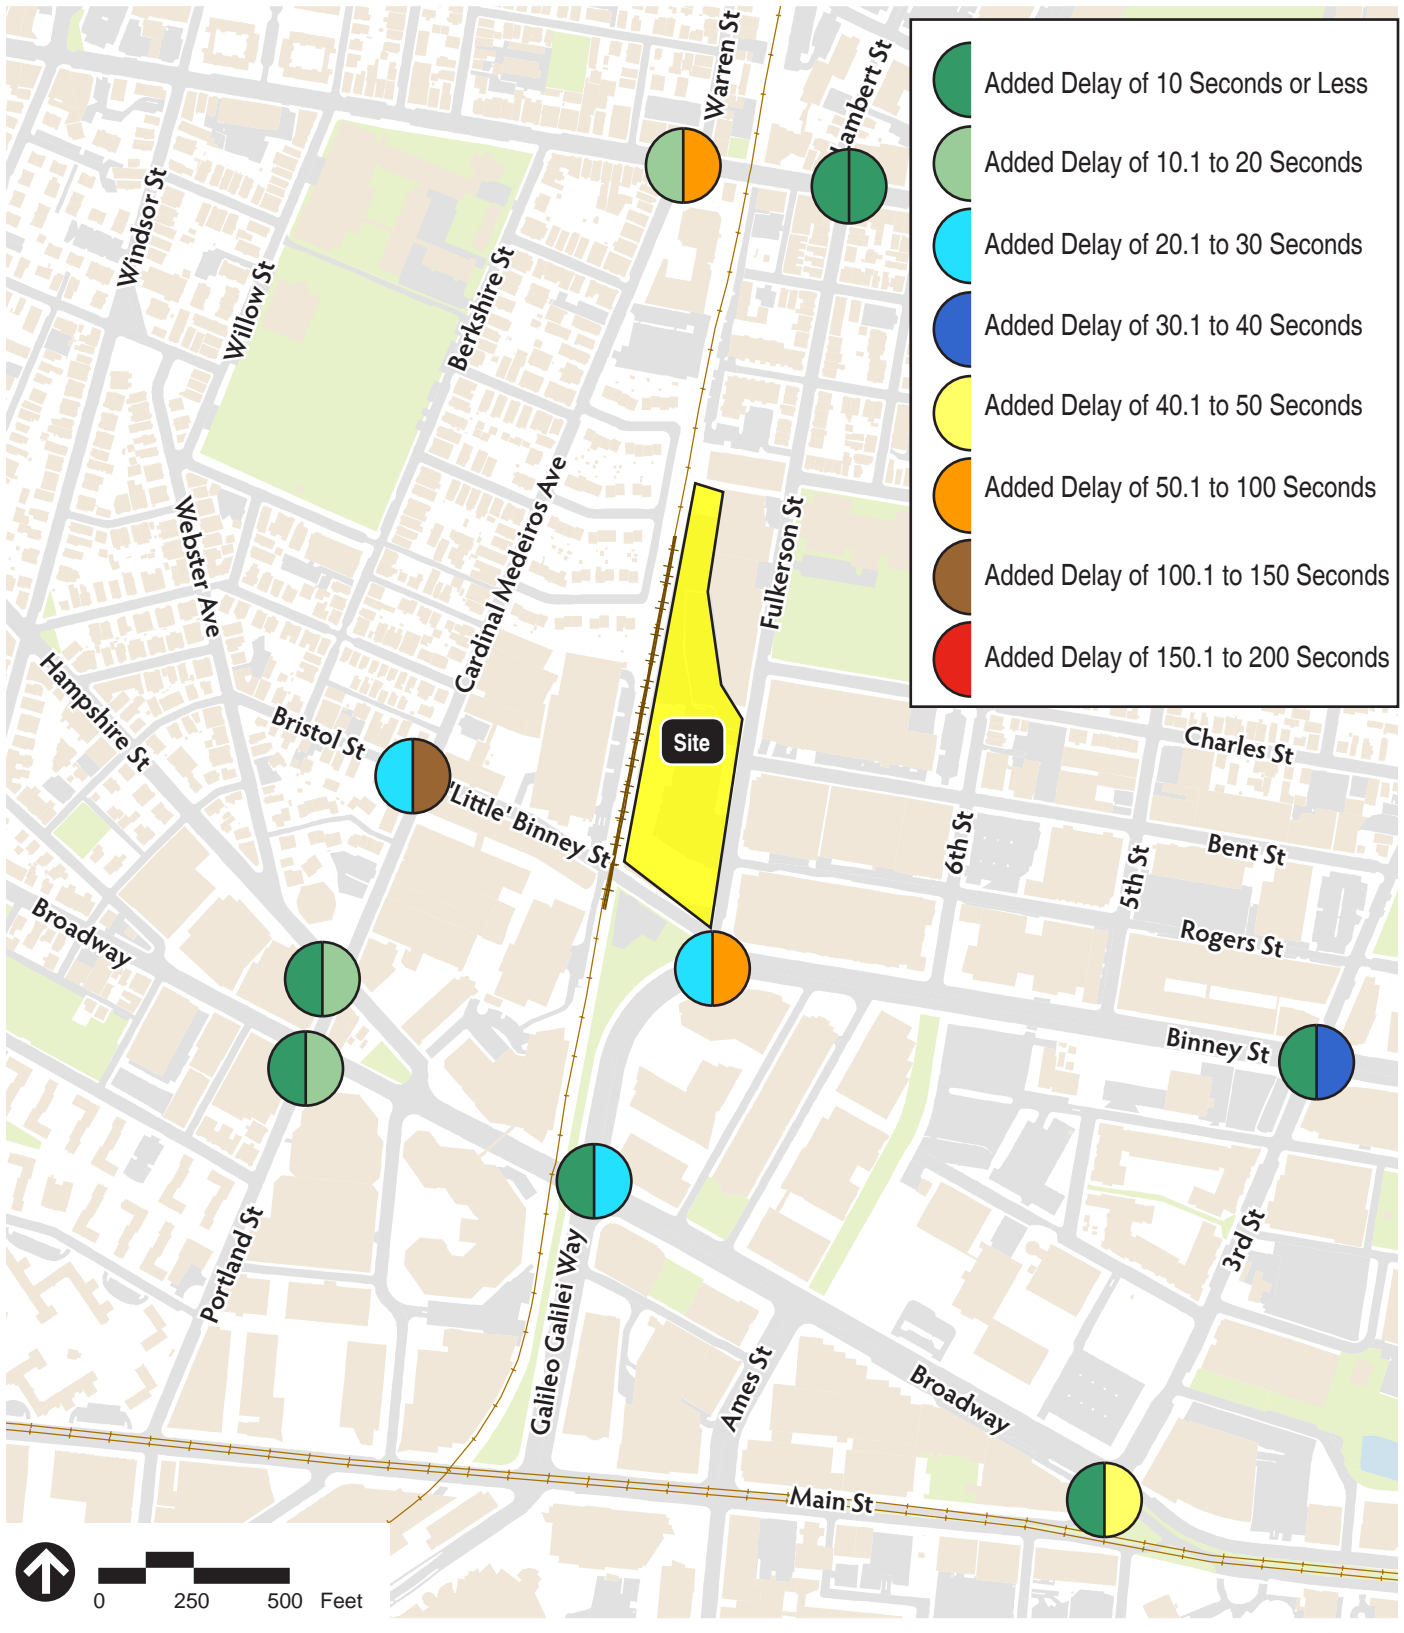 Added Delay of 10 Seconds or Less
Added Delay of 10.1 to 20 Seconds
Added Delay of 20.1 to 30 Seconds
Added Delay of 30.1 to 40 Seconds
Added Delay of 40.1 to 50 Seconds
Added Delay of 50.1 to 100 Seconds
Added Delay of 100.1 to 150 Seconds
Added Delay of 150.1 to 200 Seconds
Warren St
Lambert St
Windsor St
Willow St
Berkshire St
Webster Ave
Cardinal Medeiros Ave
Fulkerson St
Hampshire St
Bristol St
Site
'Little' Binney St
Charles St
6th St
5th St
Bent St
Broadway
Rogers St
Binney St
Portland St
Galileo Galilei Way
3rd St
Ames St
Broadway
Main St
0 250 500 Feet